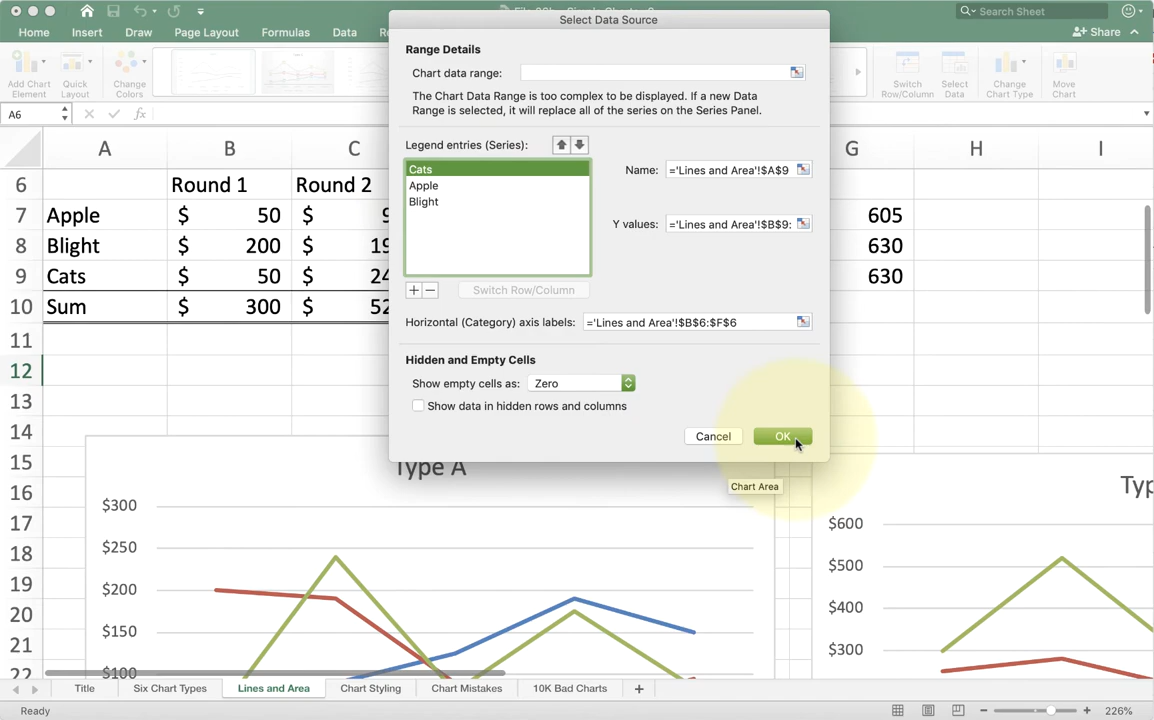 Select Data Source
Search Sheet
Home Insert Draw Page Layout Formulas Data
Share
Add Chart Element
Quick Layout
Change Colors
Switch Row/Column
Select Data
Change Chart Type
Move Chart
A6
fx
Range Details
Chart data range:
The Chart Data Range is too complex to be displayed. If a new Data
Range is selected, it will replace all of the series on the Series Panel.
Legend entries (Series):
Cats
Apple
Blight
Name: ='Lines and Area'!$A$9
Y values: ='Lines and Area'!$B$9:
+ − Switch Row/Column
Horizontal (Category) axis labels: ='Lines and Area'!$B$6:$F$6
Hidden and Empty Cells
Show empty cells as: Zero
Show data in hidden rows and columns
Cancel OK
Chart Area
A B C G H I
6 Round 1 Round 2
7 Apple $ 50 $ 605
8 Blight $ 200 $ 19 630
9 Cats $ 50 $ 24 630
10 Sum $ 300 $ 52
11
12
13
14
15
16
17
18
19
20
21
22
Type A
$300
$250
$200
$150
$100
Typ
$600
$500
$400
$300
Title Six Chart Types Lines and Area Chart Styling Chart Mistakes 10K Bad Charts +
Ready
− + 226%